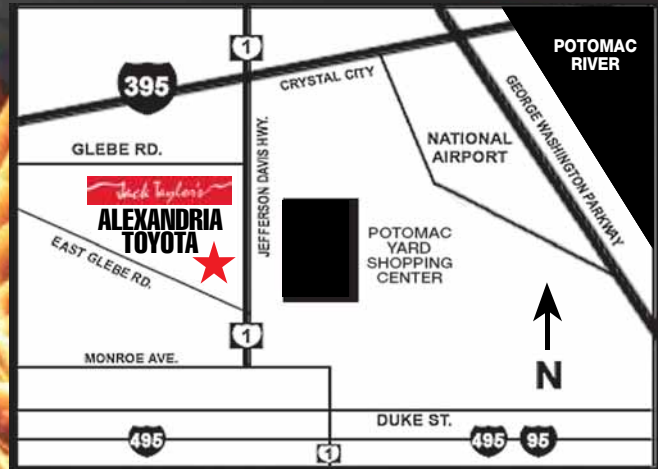 1
POTOMAC
RIVER
395
CRYSTAL CITY
GEORGE WASHINGTON PARKWAY
GLEBE RD.
JEFFERSON DAVIS HWY.
NATIONAL
AIRPORT
Jack Taylor's
ALEXANDRIA
TOYOTA
EAST GLEBE RD.
POTOMAC
YARD
SHOPPING
CENTER
1
MONROE AVE.
N
DUKE ST.
495
1
495
95